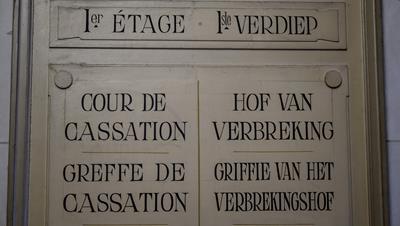 1er ÉTAGE - 1ste VERDIEP
COUR DE
CASSATION
HOF VAN
VERBREKING
GREFFE DE
CASSATION
GRIFFIE VAN HET
VERBREKINGSHOF